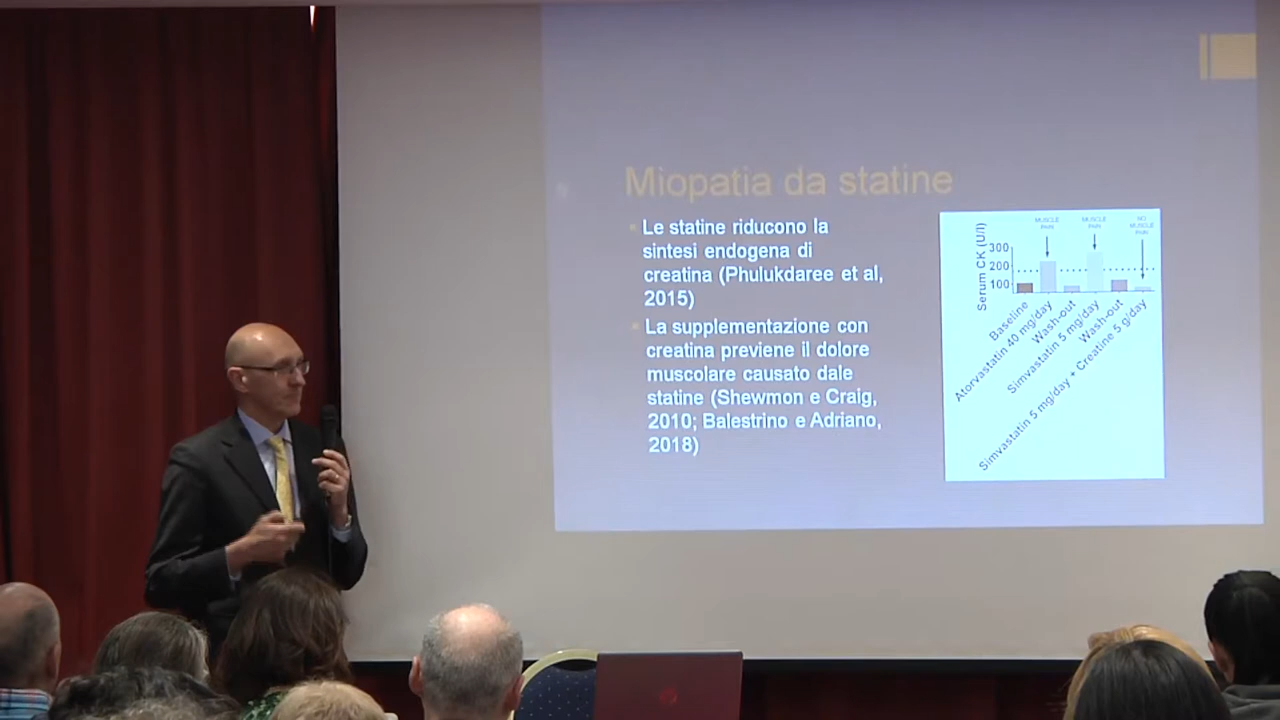 Miopatia da statine
Le statine riducono la
sintesi endogena di
creatina (Phulukdaree et al,
2015)
La supplementazione con
creatina previene il dolore
muscolare causato dale
statine (Shewmon e Craig,
2010; Balestrino e Adriano,
2018)
MUSCLE
PAIN
MUSCLE
PAIN
NO
MUSCLE
PAIN
Serum CK (U/l)
300
200
100
Baseline
Atorvastatin 40 mg/day
Wash-out
Simvastatin 5 mg/day
Wash-out
Simvastatin 5 mg/day + Creatine 5 g/day